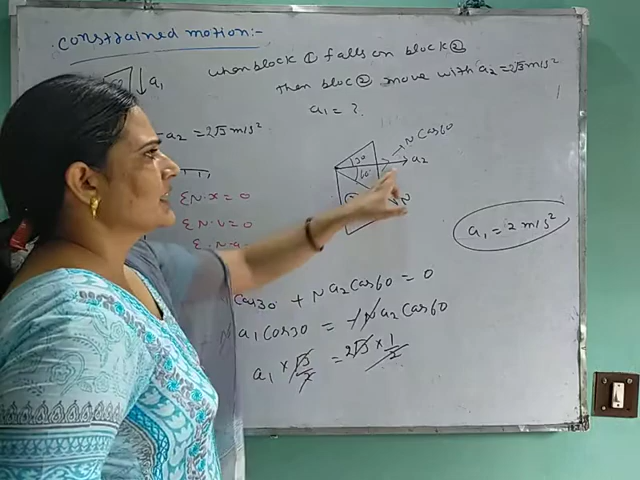 constrained motion:-
when block ① falls on block ②
then bloc ② move with a2 = 2√3 m/s²
a1 = ?
a1
a2 = 2√3 m/s²
N Cos60
30
a2
60
N
ΣN·x = 0
ΣN·v = 0
ΣN·a
a1 = 2 m/s²
Cos30 + N a2 Cos60 = 0
a1 Cos30 = + N a2 Cos60
a1 × √3/2 = 2√3 × 1/2